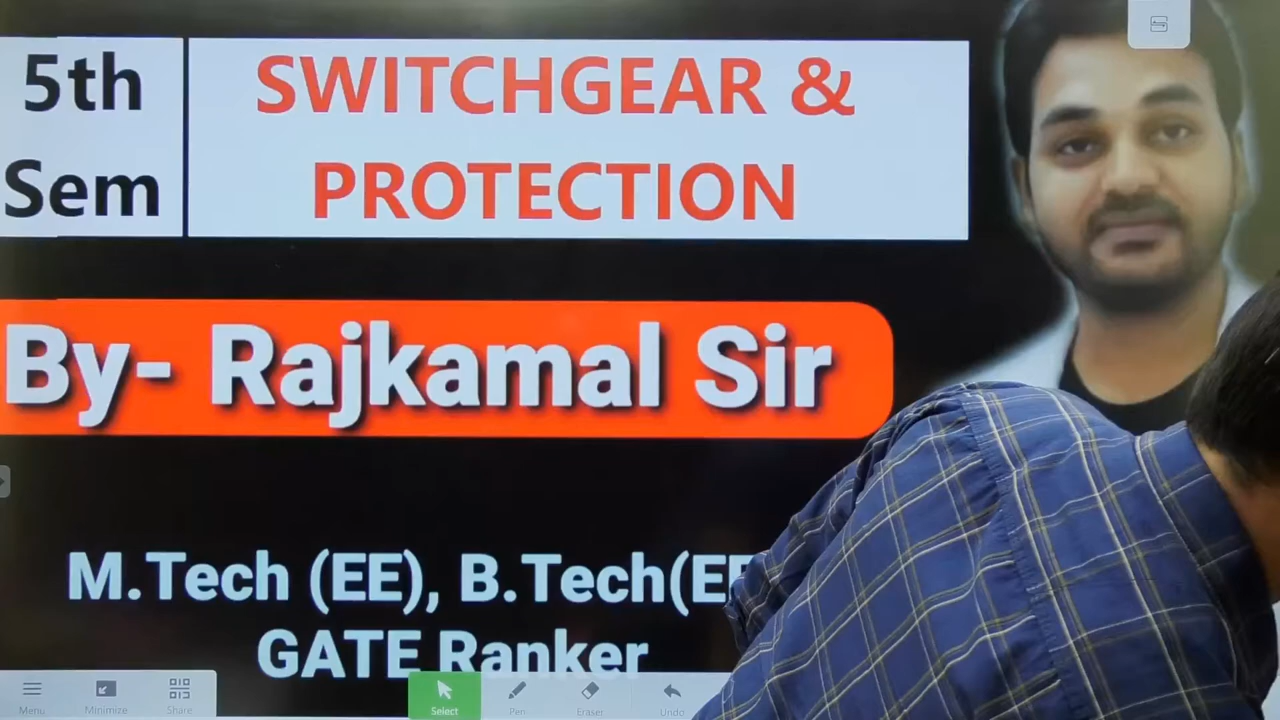 5th
Sem
SWITCHGEAR &
PROTECTION
By- Rajkamal Sir
M.Tech (EE), B.Tech(EE
GATE Ranker
Menu
Minimize
Share
Select
Pen
Eraser
Undo